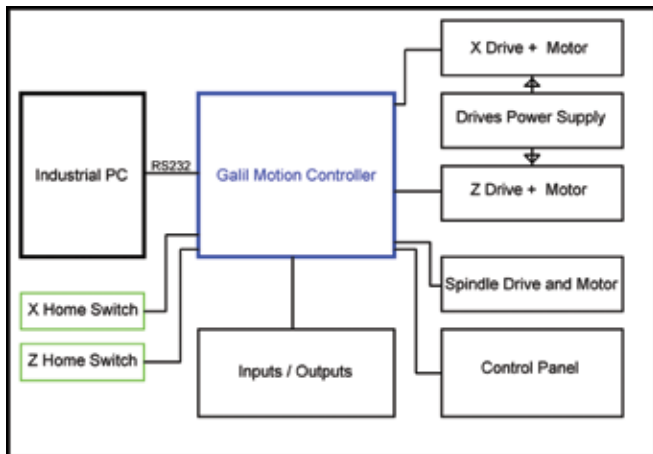 X Drive + Motor
Drives Power Supply
Industrial PC
RS232
Galil Motion Controller
Z Drive + Motor
Spindle Drive and Motor
X Home Switch
Z Home Switch
Inputs / Outputs
Control Panel